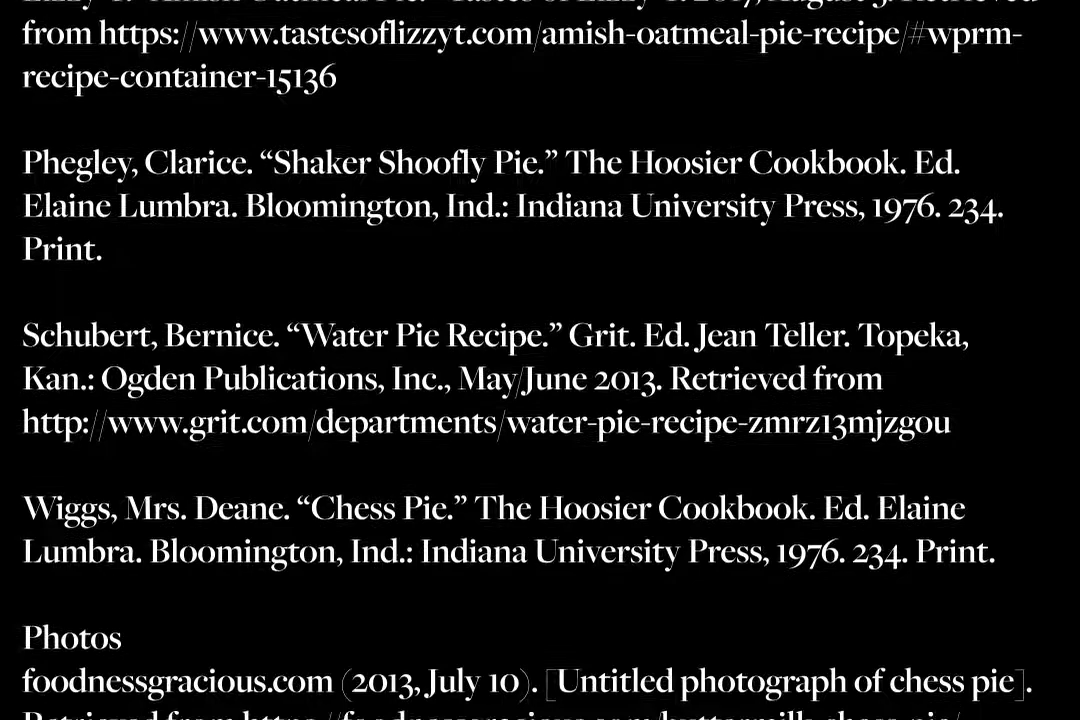 from https://www.tastesoflizzyt.com/amish-oatmeal-pie-recipe/#wprm-
recipe-container-15136
Phegley, Clarice. “Shaker Shoofly Pie.” The Hoosier Cookbook. Ed.
Elaine Lumbra. Bloomington, Ind.: Indiana University Press, 1976. 234.
Print.
Schubert, Bernice. “Water Pie Recipe.” Grit. Ed. Jean Teller. Topeka,
Kan.: Ogden Publications, Inc., May/June 2013. Retrieved from
http://www.grit.com/departments/water-pie-recipe-zmrz13mjzgou
Wiggs, Mrs. Deane. “Chess Pie.” The Hoosier Cookbook. Ed. Elaine
Lumbra. Bloomington, Ind.: Indiana University Press, 1976. 234. Print.
Photos
foodnessgracious.com (2013, July 10). [Untitled photograph of chess pie].